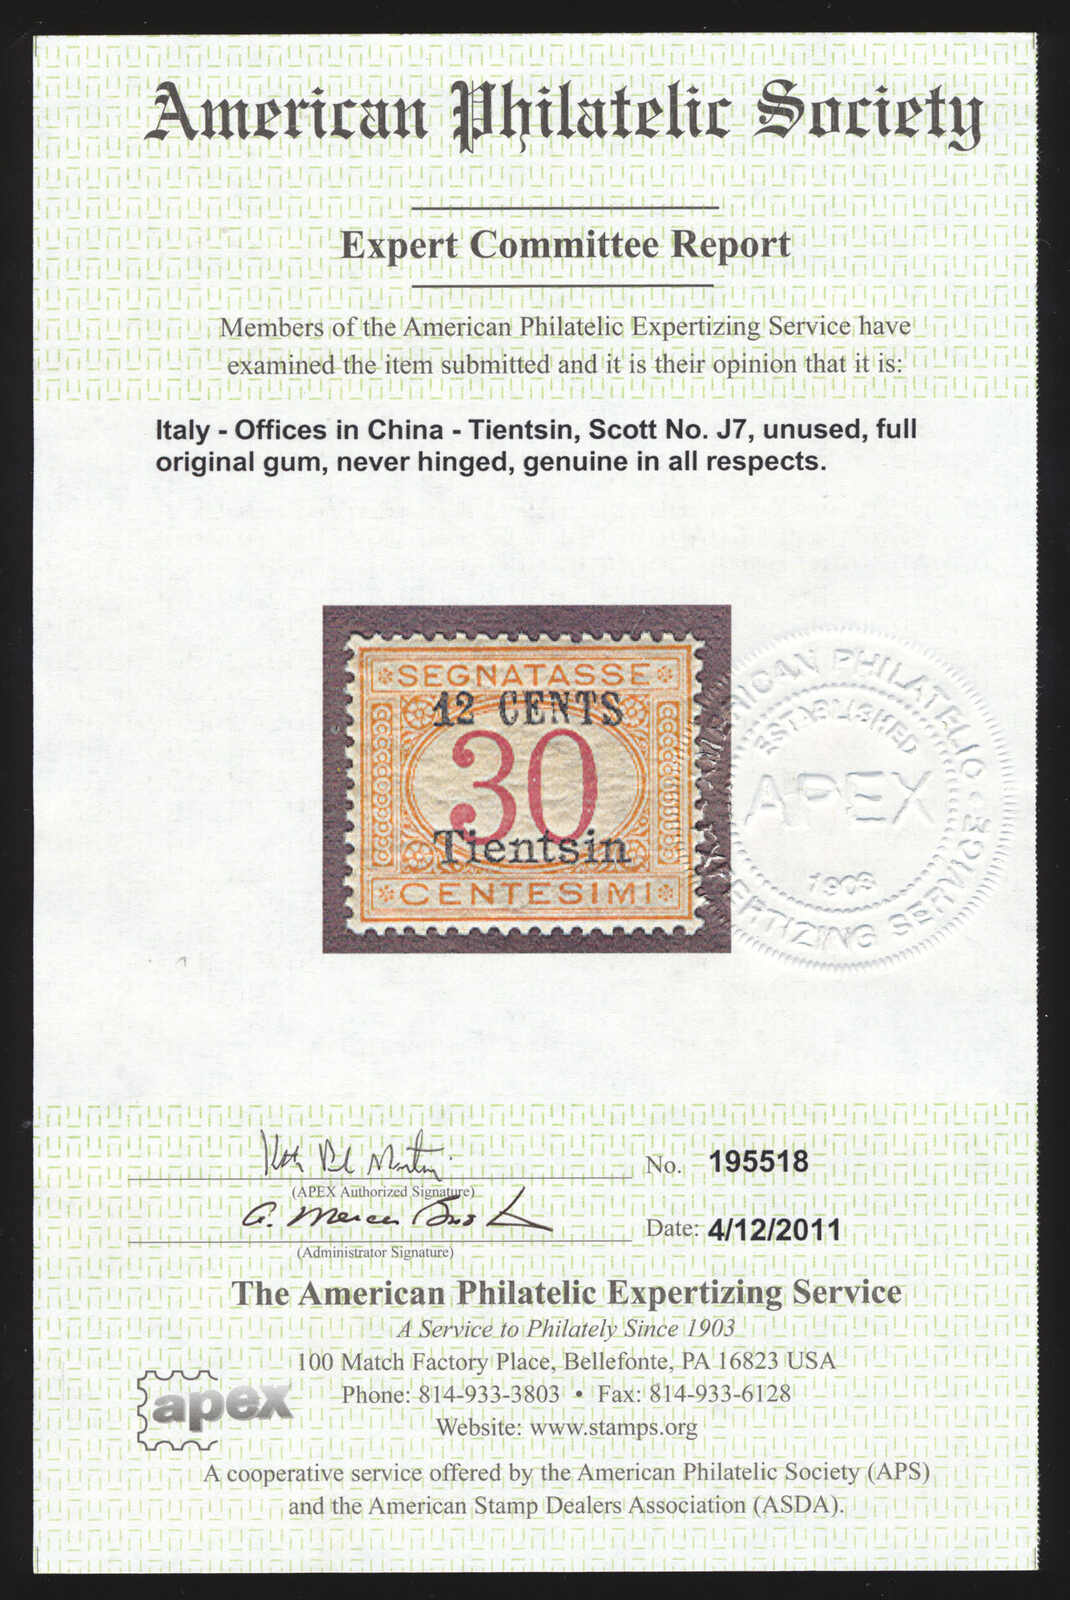 American Philatelic Society
Expert Committee Report
Members of the American Philatelic Expertizing Service have
examined the item submitted and it is their opinion that it is:
Italy - Offices in China - Tientsin, Scott No. J7, unused, full
original gum, never hinged, genuine in all respects.
SEGNATASSE
12 CENTS
30
Tientsin
CENTESIMI
AMERICAN PHILATELIC EXPERTIZING SERVICE
ESTABLISHED
APEX
1903
No. 195518
(APEX Authorized Signature)
Date: 4/12/2011
(Administrator Signature)
The American Philatelic Expertizing Service
A Service to Philately Since 1903
100 Match Factory Place, Bellefonte, PA 16823 USA
Phone: 814-933-3803 • Fax: 814-933-6128
apex
Website: www.stamps.org
A cooperative service offered by the American Philatelic Society (APS)
and the American Stamp Dealers Association (ASDA).